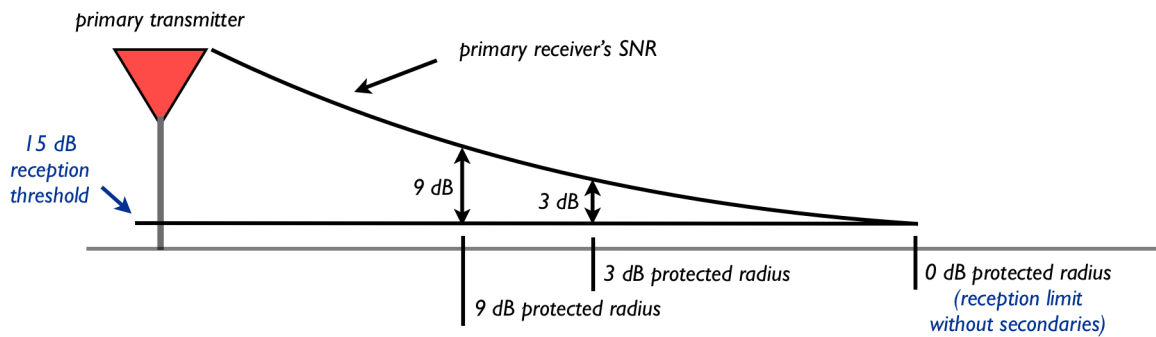 primary transmitter
primary receiver's SNR
15 dB
reception
threshold
9 dB
3 dB
3 dB protected radius
0 dB protected radius
(reception limit
without secondaries)
9 dB protected radius